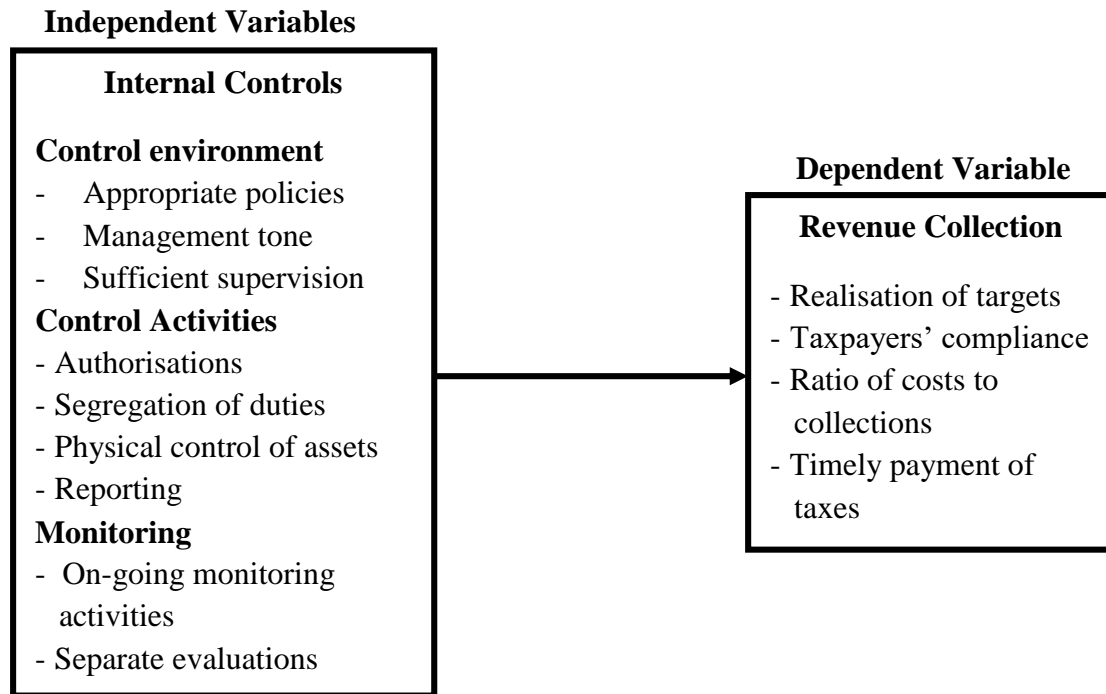 Independent Variables
Internal Controls
Control environment
- Appropriate policies
- Management tone
- Sufficient supervision
Control Activities
- Authorisations
- Segregation of duties
- Physical control of assets
- Reporting
Monitoring
- On-going monitoring
activities
- Separate evaluations
Dependent Variable
Revenue Collection
- Realisation of targets
- Taxpayers’ compliance
- Ratio of costs to
collections
- Timely payment of
taxes